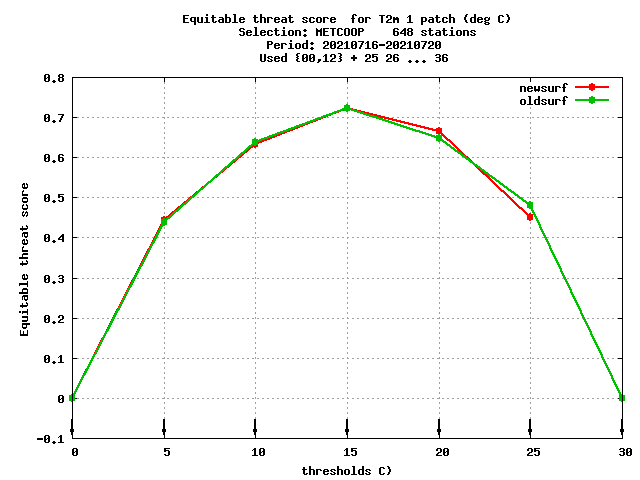 Equitable threat score  for T2m 1 patch (deg C)
Selection: METCOOP    648 stations
Period: 20210716-20210720
Used {00,12} + 25 26 ... 36
newsurf
oldsurf
0.8
0.7
0.6
0.5
0.4
0.3
0.2
0.1
0
-0.1
Equitable threat score
0 5 10 15 20 25 30
thresholds C)